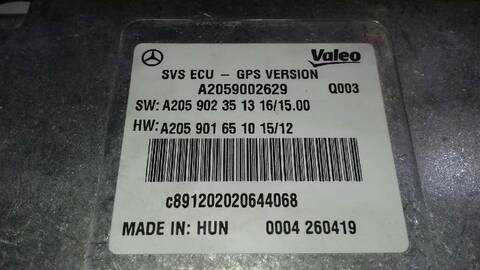 Valeo
SVS ECU - GPS VERSION
A2059002629 Q003
SW: A205 902 35 13 16/15.00
HW: A205 901 65 10 15/12
c891202020644068
MADE IN: HUN 0004 260419